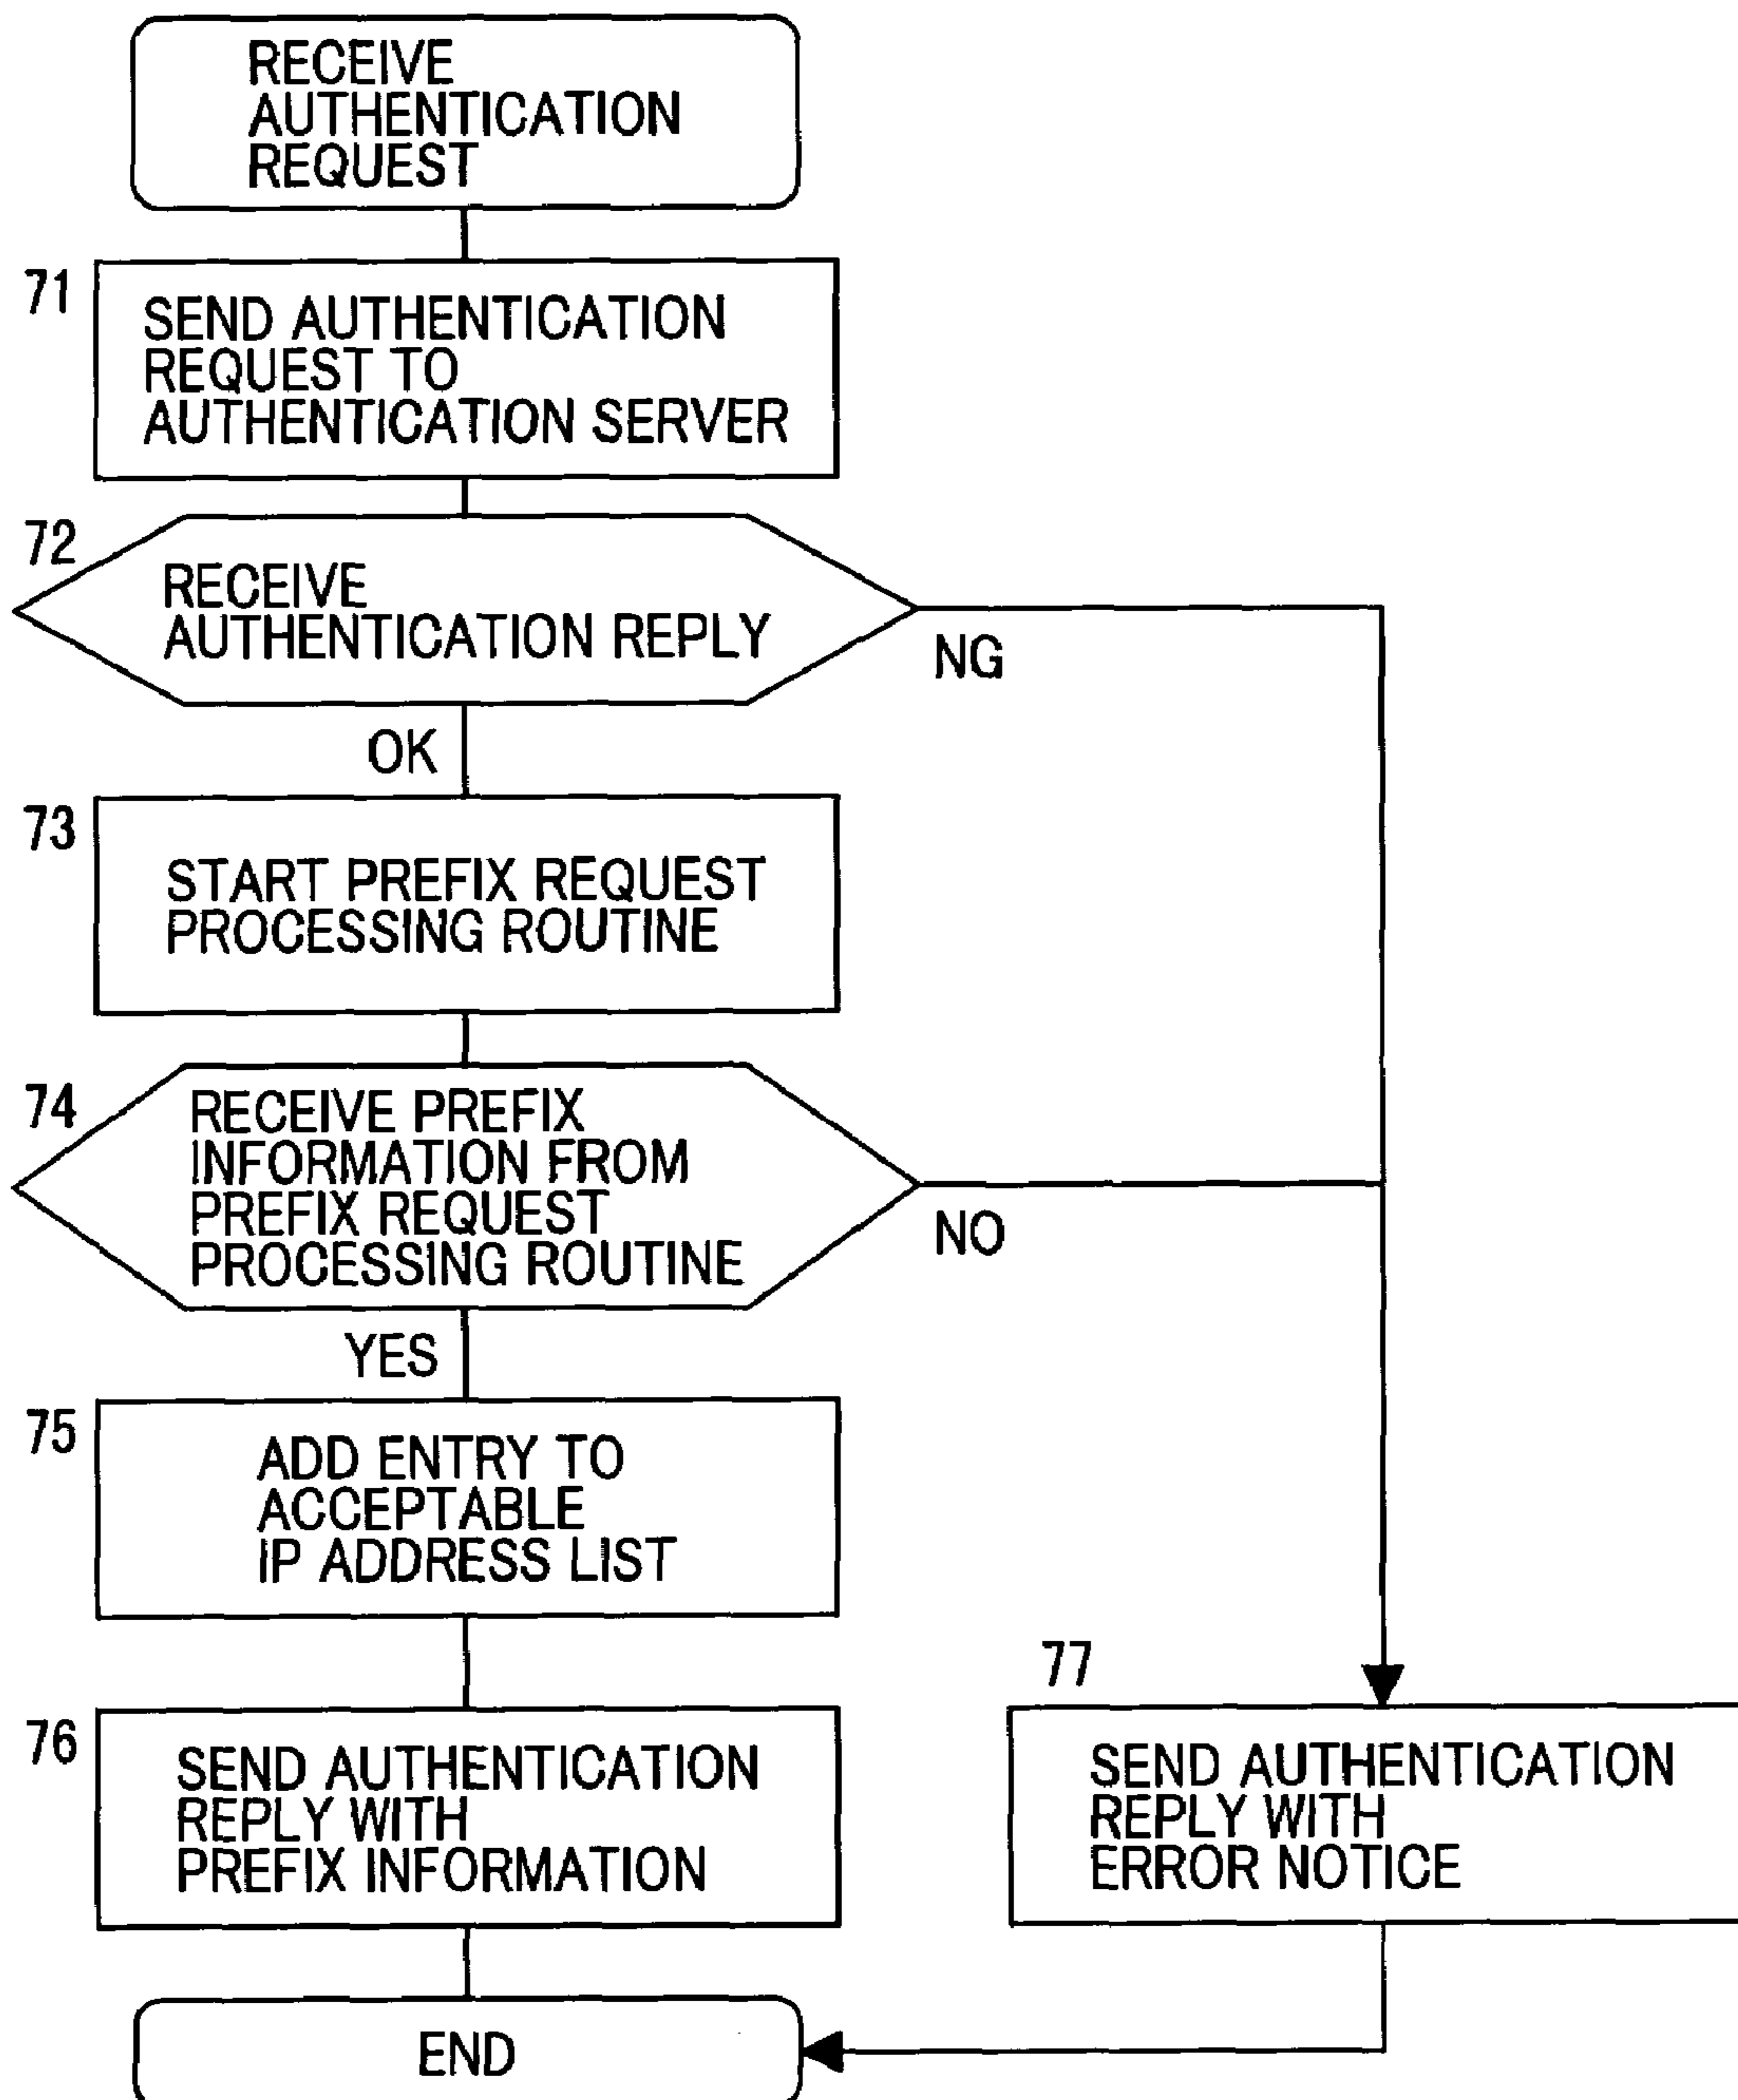 RECEIVE
AUTHENTICATION
REQUEST
71
SEND AUTHENTICATION
REQUEST TO
AUTHENTICATION SERVER
72
RECEIVE
AUTHENTICATION REPLY
NG
OK
73
START PREFIX REQUEST
PROCESSING ROUTINE
74
RECEIVE PREFIX
INFORMATION FROM
PREFIX REQUEST
PROCESSING ROUTINE
NO
YES
75
ADD ENTRY TO
ACCEPTABLE
IP ADDRESS LIST
76
SEND AUTHENTICATION
REPLY WITH
PREFIX INFORMATION
77
SEND AUTHENTICATION
REPLY WITH
ERROR NOTICE
END